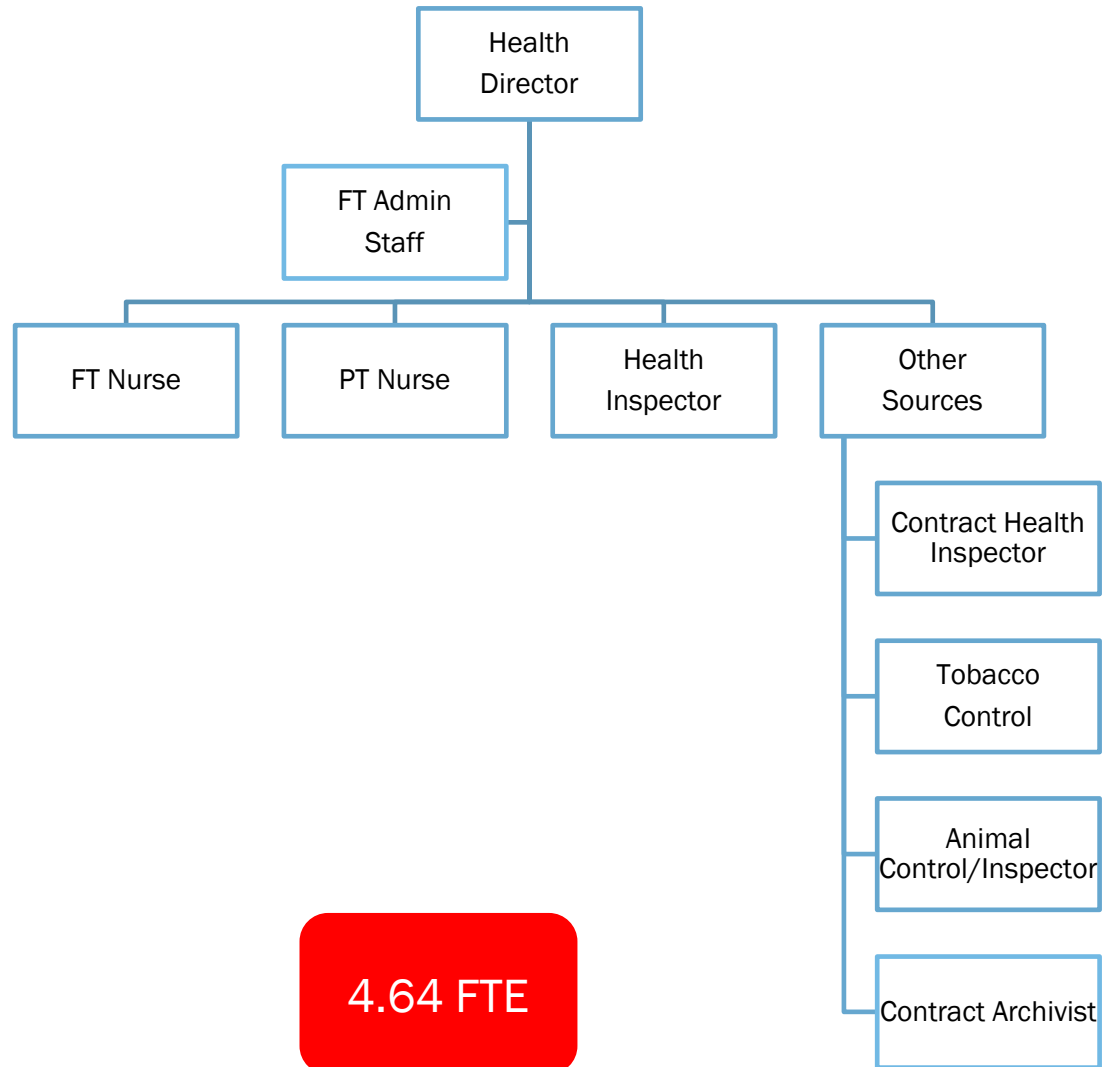 Health
Director
FT Admin
Staff
FT Nurse
PT Nurse
Health
Inspector
Other
Sources
Contract Health
Inspector
Tobacco
Control
Animal
Control/Inspector
Contract Archivist
4.64 FTE